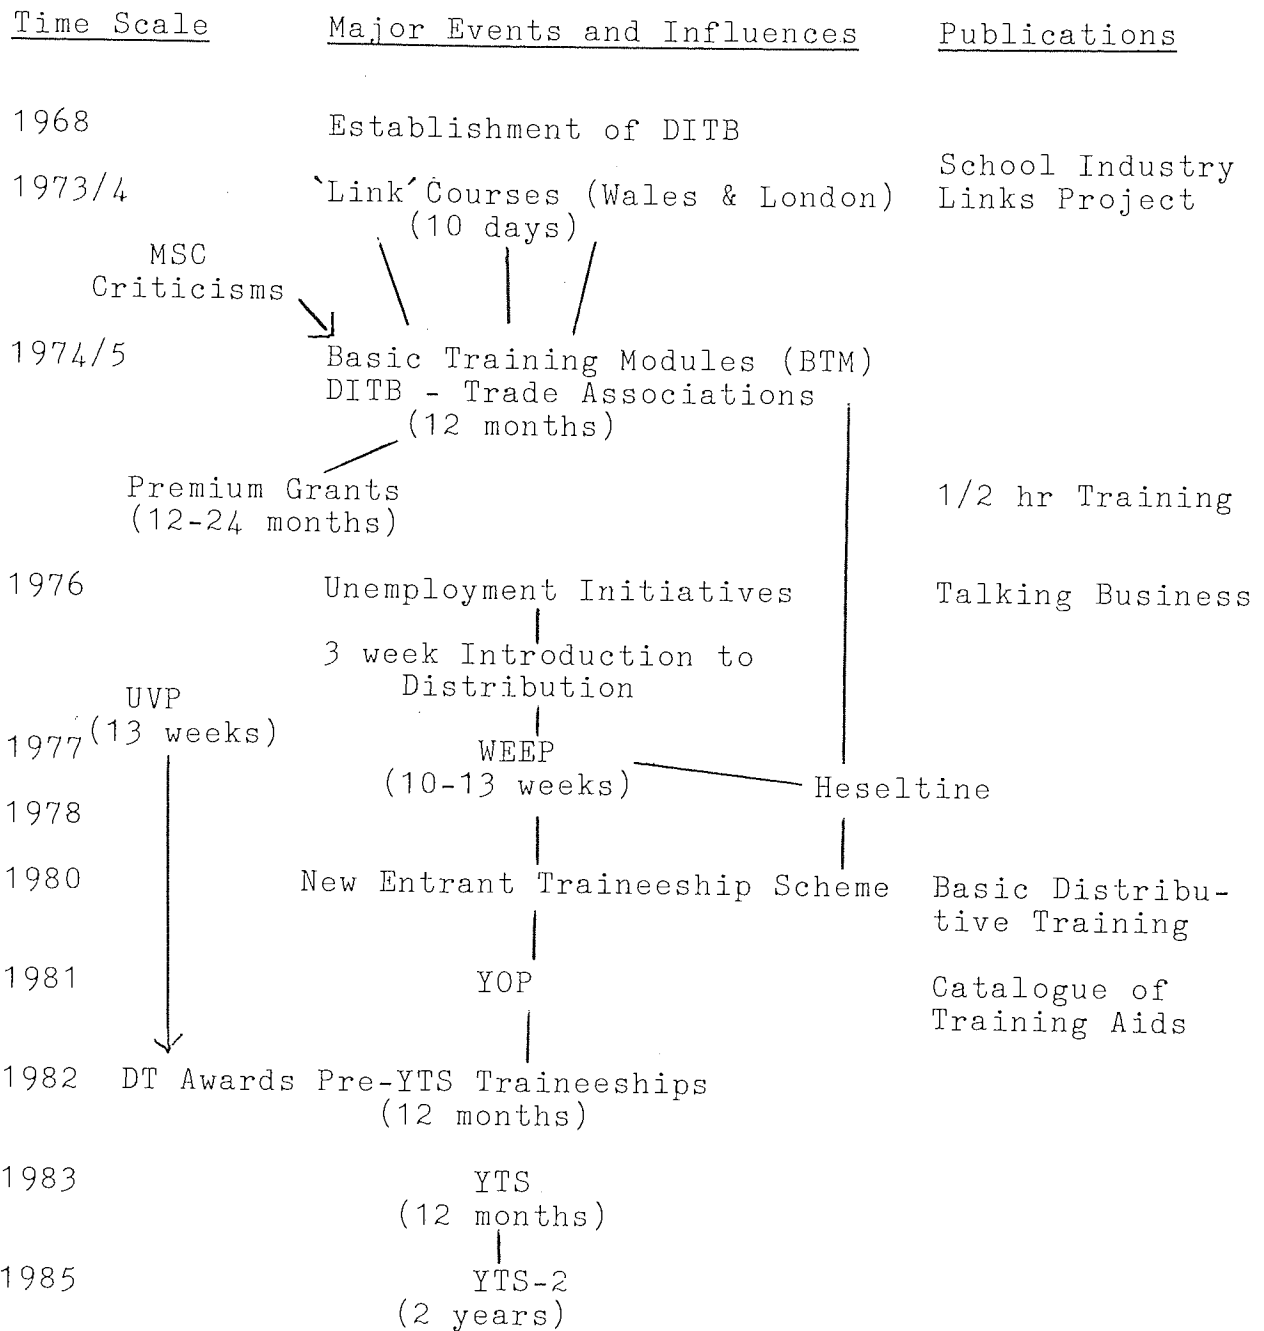 Time Scale Major Events and Influences Publications
1968 Establishment of DITB
School Industry
1973/4 'Link' Courses (Wales & London) Links Project
(10 days)
MSC
Criticisms
1974/5 Basic Training Modules (BTM)
DITB - Trade Associations
(12 months)
Premium Grants 1/2 hr Training
(12-24 months)
1976 Unemployment Initiatives Talking Business
3 week Introduction to
Distribution
UVP
(13 weeks)
1977 WEEP
(10-13 weeks) Heseltine
1978
1980 New Entrant Traineeship Scheme Basic Distribu-
tive Training
1981 YOP Catalogue of
Training Aids
1982 DT Awards Pre-YTS Traineeships
(12 months)
1983 YTS
(12 months)
1985 YTS-2
(2 years)